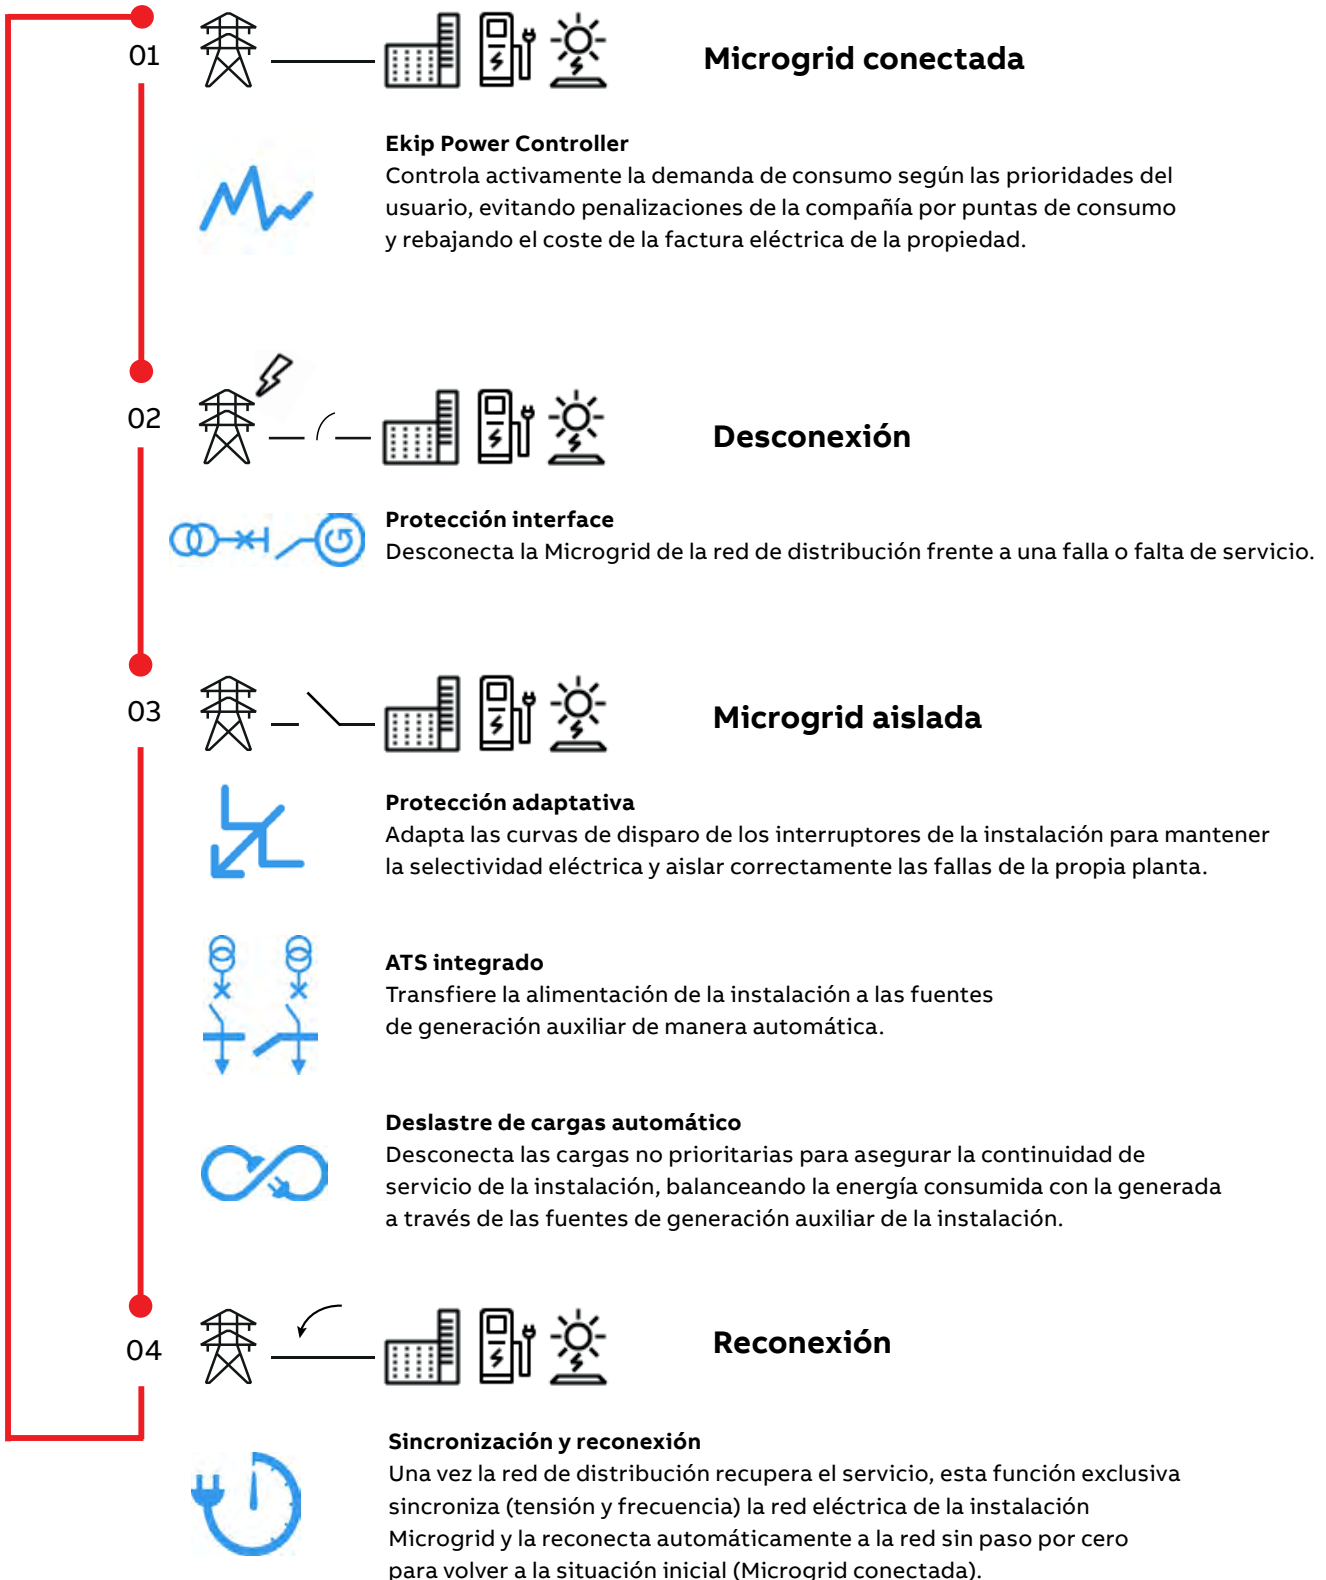 01
Microgrid conectada
Ekip Power Controller
Controla activamente la demanda de consumo según las prioridades del
usuario, evitando penalizaciones de la compañía por puntas de consumo
y rebajando el coste de la factura eléctrica de la propiedad.
02
Desconexión
G
Protección interface
Desconecta la Microgrid de la red de distribución frente a una falla o falta de servicio.
03
Microgrid aislada
Protección adaptativa
Adapta las curvas de disparo de los interruptores de la instalación para mantener
la selectividad eléctrica y aislar correctamente las fallas de la propia planta.
ATS integrado
Transfiere la alimentación de la instalación a las fuentes
de generación auxiliar de manera automática.
Deslastre de cargas automático
Desconecta las cargas no prioritarias para asegurar la continuidad de
servicio de la instalación, balanceando la energía consumida con la generada
a través de las fuentes de generación auxiliar de la instalación.
04
Reconexión
Sincronización y reconexión
Una vez la red de distribución recupera el servicio, esta función exclusiva
sincroniza (tensión y frecuencia) la red eléctrica de la instalación
Microgrid y la reconecta automáticamente a la red sin paso por cero
para volver a la situación inicial (Microgrid conectada).